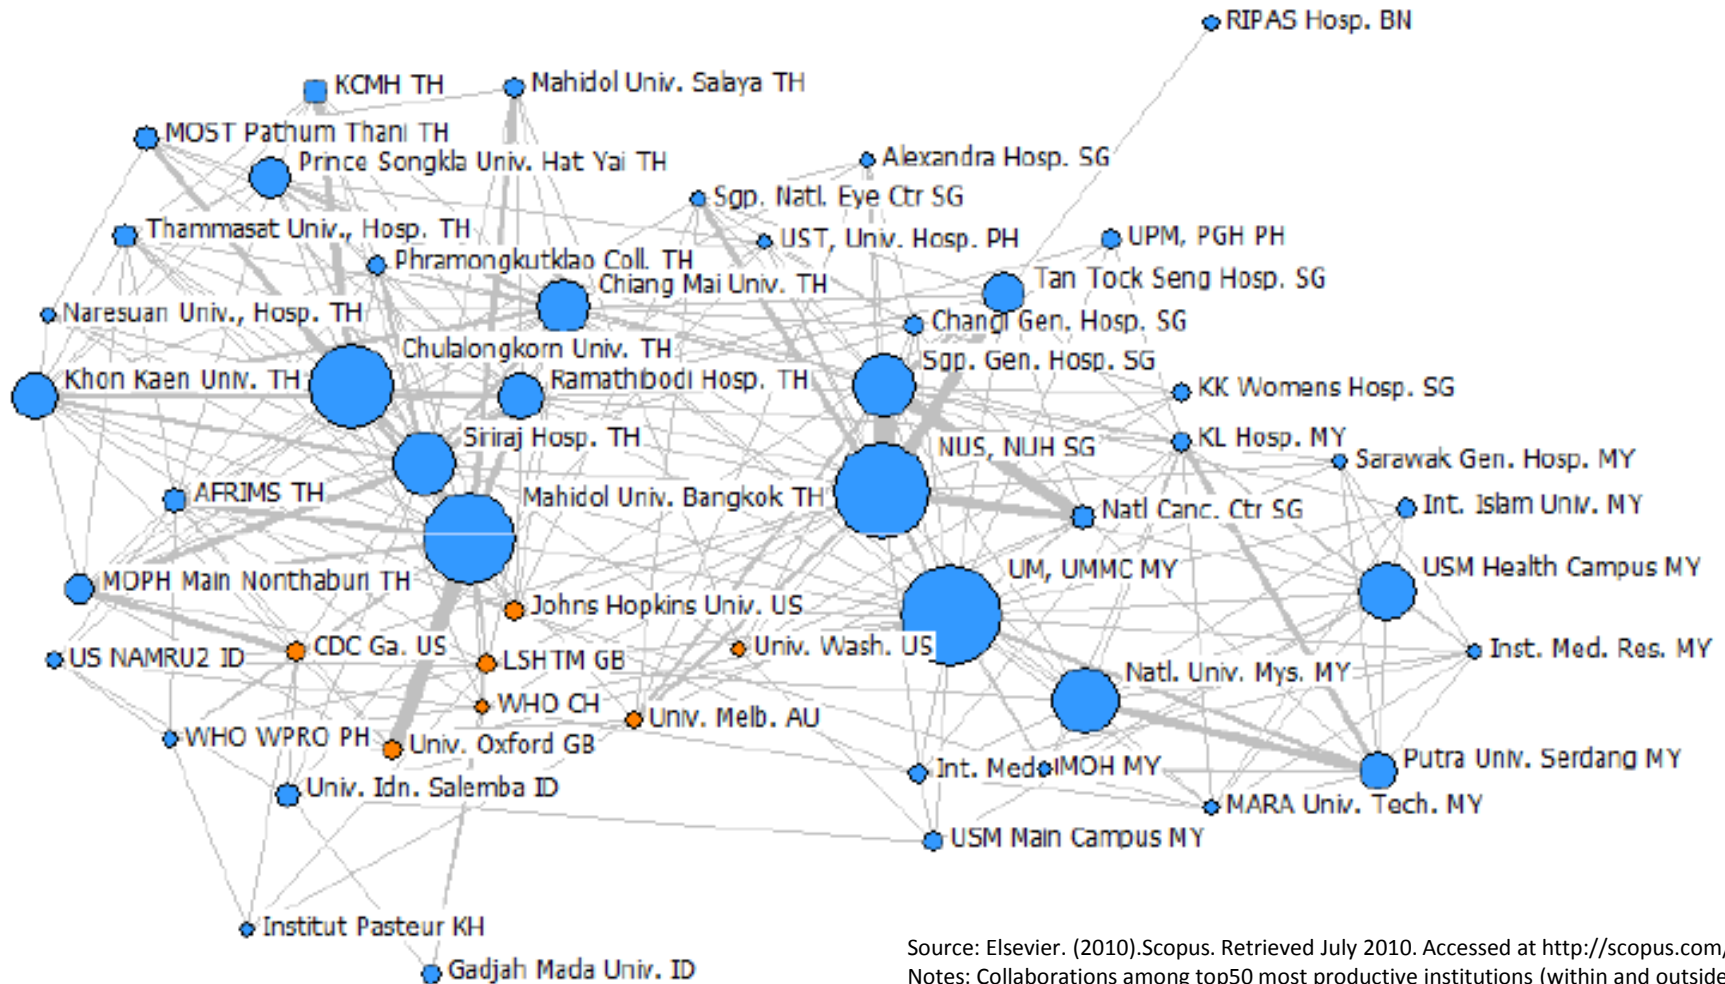 RIPAS Hosp. BN
KCMH TH
Mahidol Univ. Salaya TH
MOST Pathum Thani TH
Prince Songkla Univ. Hat Yai TH
Alexandra Hosp. SG
Sgp. Natl. Eye Ctr SG
Thammasat Univ., Hosp. TH
UST, Univ. Hosp. PH
UPM, PGH PH
Phramongkutklao Coll. TH
Chiang Mai Univ. TH
Tan Tock Seng Hosp. SG
Naresuan Univ., Hosp. TH
Changi Gen. Hosp. SG
Chulalongkorn Univ. TH
Sgp. Gen. Hosp. SG
Khon Kaen Univ. TH
Ramathibodi Hosp. TH
KK Womens Hosp. SG
Siriraj Hosp. TH
NUS, NUH SG
KL Hosp. MY
Sarawak Gen. Hosp. MY
AFRIMS TH
Mahidol Univ. Bangkok TH
Natl Canc. Ctr SG
Int. Islam Univ. MY
MOPH Main Nonthaburi TH
UM, UMMC MY
USM Health Campus MY
Johns Hopkins Univ. US
US NAMRU2 ID
CDC Ga. US
LSHTM GB
Univ. Wash. US
Inst. Med. Res. MY
Natl. Univ. Mys. MY
WHO CH
Univ. Melb. AU
WHO WPRO PH
Univ. Oxford GB
Int. Med
MOH MY
Putra Univ. Serdang MY
Univ. Idn. Salemba ID
MARA Univ. Tech. MY
USM Main Campus MY
Institut Pasteur KH
Gadjah Mada Univ. ID
Source: Elsevier. (2010).Scopus. Retrieved July 2010. Accessed at http://scopus.com/
Notes: Collaborations among top50 most productive institutions (within and outside